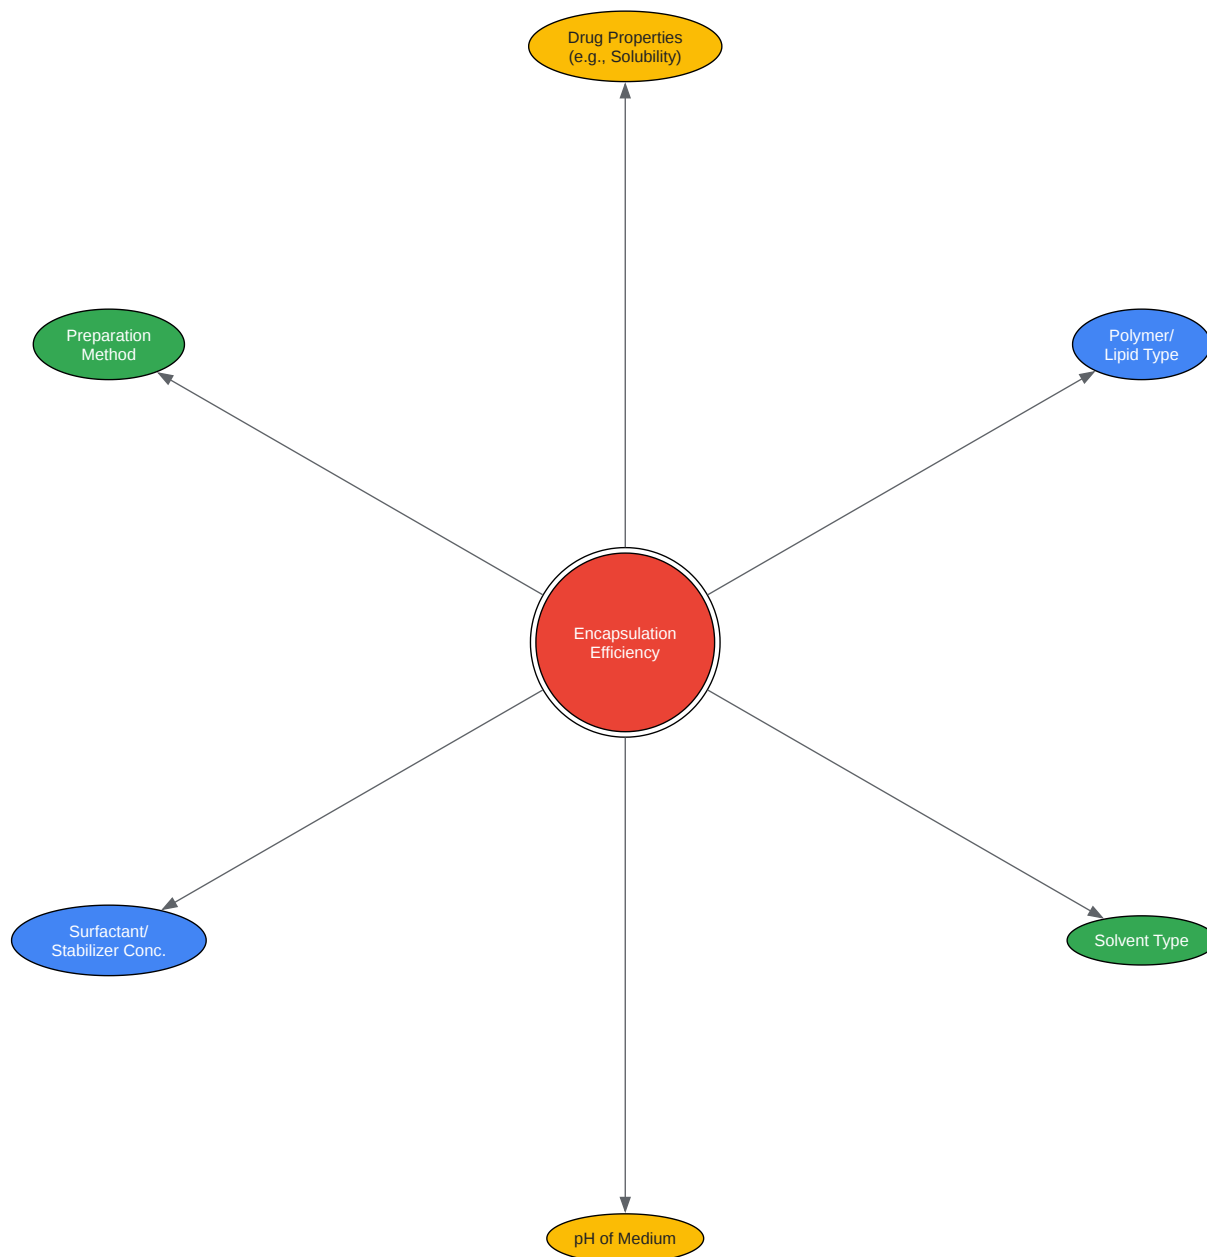 Drug Properties
(e.g., Solubility)
Preparation
Method
Polymer/
Lipid Type
Encapsulation
Efficiency
Surfactant/
Stabilizer Conc.
Solvent Type
pH of Medium